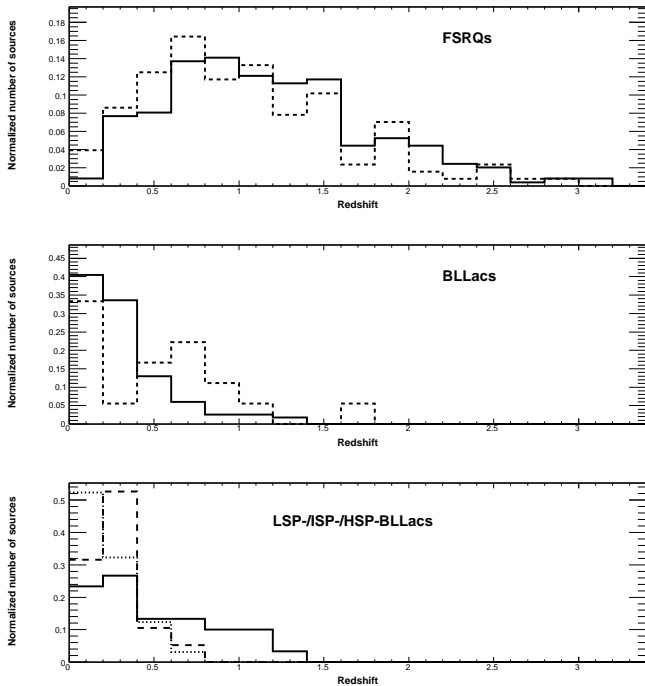 FSRQs
Normalized number of sources
0.18
0.16
0.14
0.12
0.1
0.08
0.06
0.04
0.02
0
0 0.5 1 1.5 2 2.5 3
Redshift
BLLacs
Normalized number of sources
0.45
0.4
0.35
0.3
0.25
0.2
0.15
0.1
0.05
0
0 0.5 1 1.5 2 2.5 3
Redshift
LSP-/ISP-/HSP-BLLacs
Normalized number of sources
0.5
0.4
0.3
0.2
0.1
0
0 0.5 1 1.5 2 2.5 3
Redshift